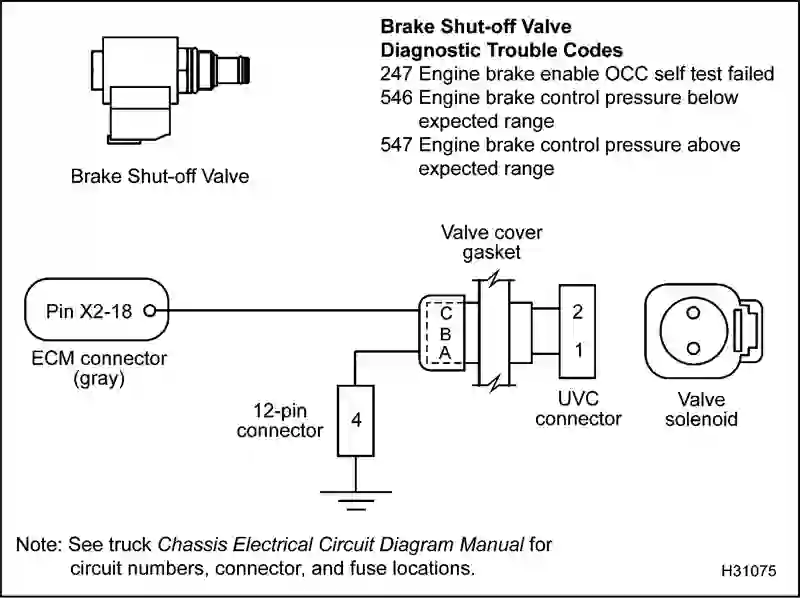 Brake Shut-off Valve
Diagnostic Trouble Codes
247 Engine brake enable OCC self test failed
546 Engine brake control pressure below
expected range
547 Engine brake control pressure above
expected range
Brake Shut-off Valve
Valve cover
gasket
Pin X2-18
C
B
A
2
1
ECM connector
(gray)
12-pin
connector
4
UVC
connector
Valve
solenoid
Note: See truck Chassis Electrical Circuit Diagram Manual for
circuit numbers, connector, and fuse locations.
H31075